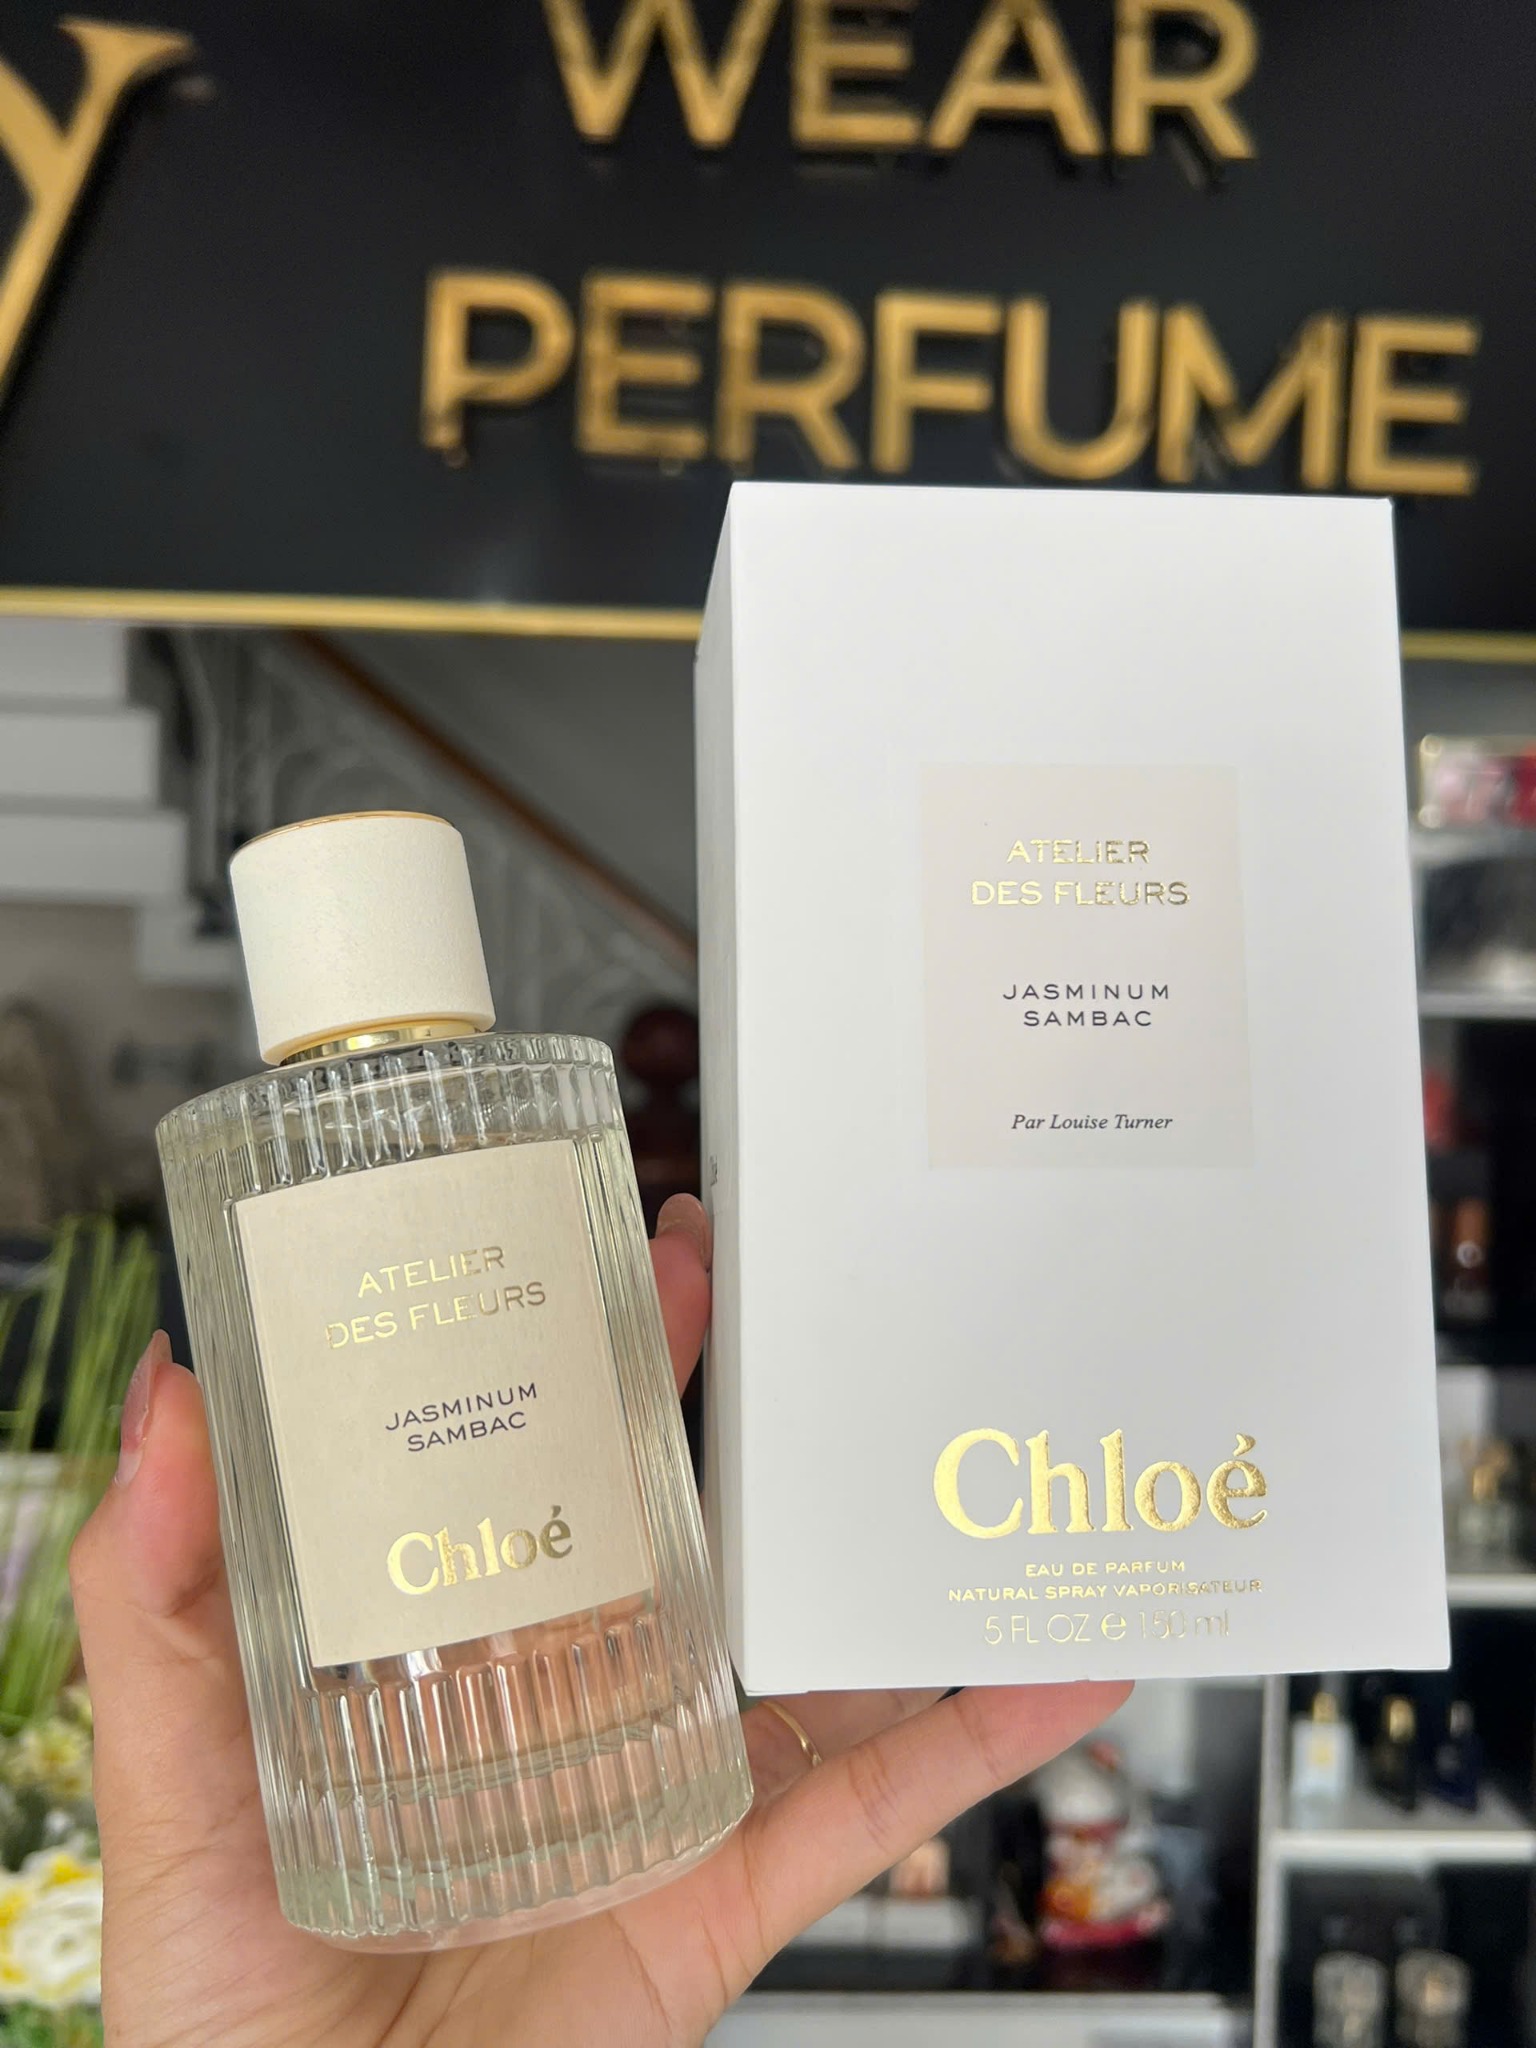 y
WEAR
PERFUME
ATELIER
DES FLEURS
JASMINUM
SAMBAC
Par Louise Turner
Chloé
EAU DE PARFUM
NATURAL SPRAY VAPORISATEUR
5 FL OZ e 150 ml
ATELIER
DES FLEURS
JASMINUM
SAMBAC
Chloé